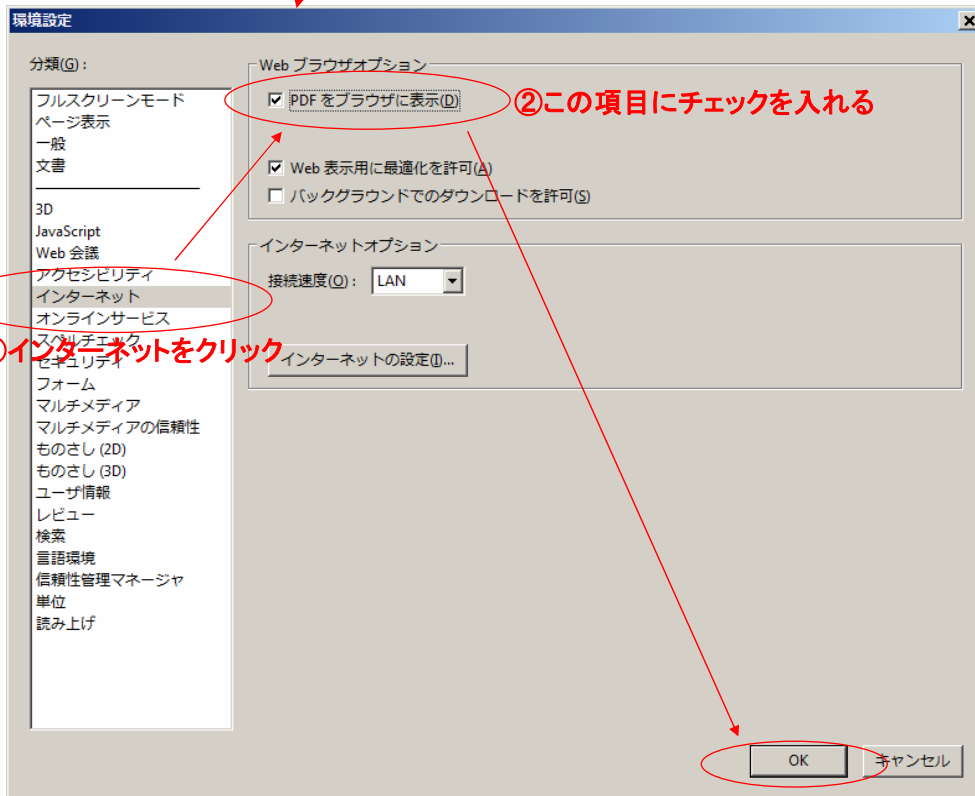 環境設定
分類(G):
フルスクリーンモード
ページ表示
一般
文書
3D
JavaScript
Web 会議
アクセシビリティ
インターネット
オンラインサービス
スペルチェック
セキュリティ
フォーム
マルチメディア
マルチメディアの信頼性
ものさし (2D)
ものさし (3D)
ユーザ情報
レビュー
検索
言語環境
信頼性管理マネージャ
単位
読み上げ
インターネットをクリック
Web ブラウザオプション
PDF をブラウザに表示(D)
②この項目にチェックを入れる
Web 表示用に最適化を許可(A)
バックグラウンドでのダウンロードを許可(S)
インターネットオプション
接続速度(O): LAN
インターネットの設定(I)...
OK キャンセル